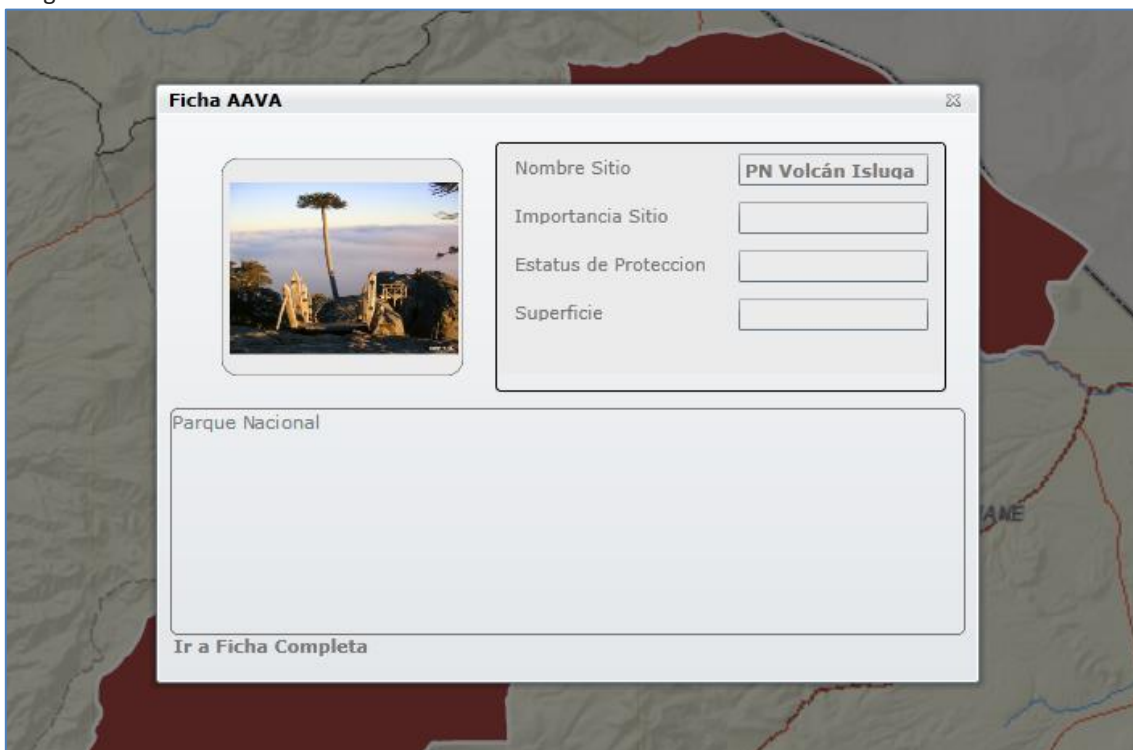 Ficha AAVA
Nombre Sitio
PN Volcán Isluga
Importancia Sitio
Estatus de Proteccion
Superficie
Parque Nacional
Ir a Ficha Completa